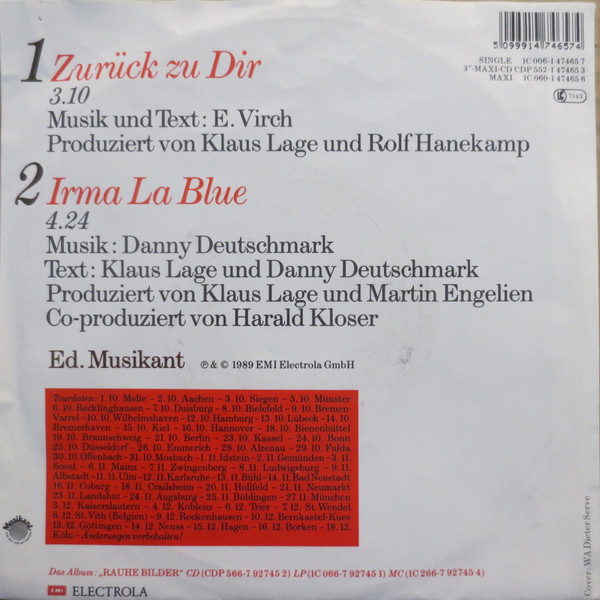 5 099914 746574
SINGLE 1C 006-1 47465 7
3"-MAXI-CD CDP 552-1 47465 3
MAXI 1C 060-1 47465 6
LC 7143
1 Zurück zu Dir
3.10
Musik und Text: E. Virch
Produziert von Klaus Lage und Rolf Hanekamp
2 Irma La Blue
4.24
Musik: Danny Deutschmark
Text: Klaus Lage und Danny Deutschmark
Produziert von Klaus Lage und Martin Engelien
Co-produziert von Harald Kloser
Ed. Musikant ℗ & © 1989 EMI Electrola GmbH
Tourdaten: 1.10. Melle – 2.10. Aachen – 3.10. Siegen – 5.10. Münster
6.10. Recklinghausen – 7.10. Duisburg – 8.10. Bielefeld – 9.10. Bremen-
Varrel – 10.10. Wilhelmshaven – 12.10. Hamburg – 13.10. Lübeck – 14.10.
Bremerhaven – 15.10. Kiel – 16.10. Hannover – 18.10. Bienenbüttel
19.10. Braunschweig – 21.10. Berlin – 23.10. Kassel – 24.10. Bonn
25.10. Düsseldorf – 26.10. Emmerich – 28.10. Alzenau – 29.10. Fulda
30.10. Offenbach – 31.10. Mosbach – 1.11. Idstein – 2.11. Gemünden – 3.11.
Soest – 6.11. Mainz – 7.11. Zwingenberg – 8.11. Ludwigsburg – 9.11.
Albstadt – 11.11. Ulm – 12.11. Karlsruhe – 13.11. Bühl – 14.11. Bad Neustadt
16.11. Coburg – 18.11. Crailsheim – 20.11. Hollfeld – 21.11. Neumarkt
23.11. Landshut – 24.11. Augsburg – 25.11. Böblingen – 27.11. München
3.12. Kaiserslautern – 4.12. Koblenz – 6.12. Trier – 7.12. St. Wendel
8.12. St. Vith (Belgien) – 9.12. Rockenhausen – 10.12. Bernkastel-Kues
13.12. Göttingen – 14.12. Neuss – 15.12. Hagen – 16.12. Borken – 18.12.
Köln – Änderungen vorbehalten!
Musikant
Das Album: „RAUHE BILDER" CD (CDP 566-7 92745 2) LP (1C 066-7 92745 1) MC (1C 266-7 92745 4)
EMI ELECTROLA
Cover: WA Dieter Serve